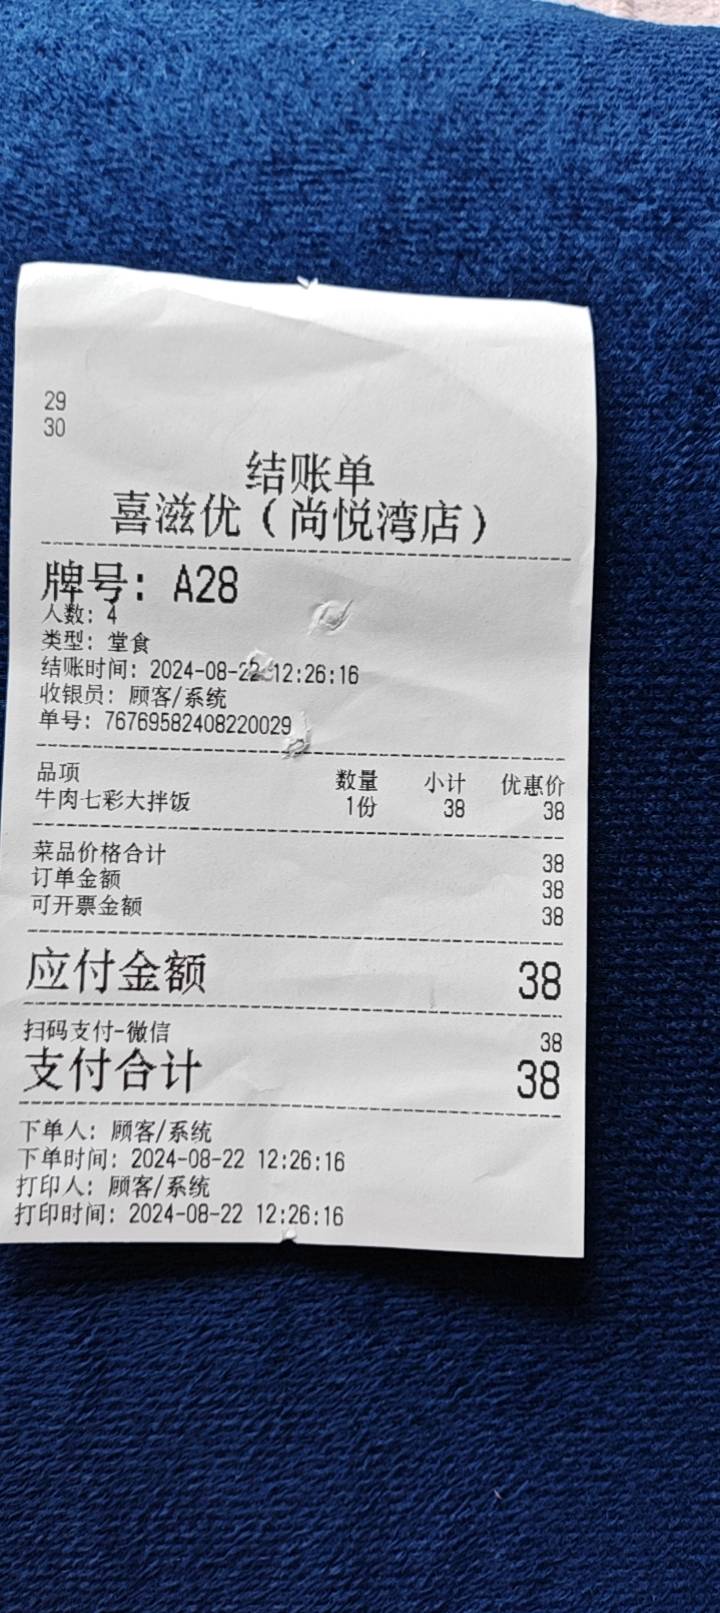 29
30
结账单
喜滋优（尚悦湾店）
牌号: A28
人数: 4
类型: 堂食
结账时间: 2024-08-22 12:26:16
收银员: 顾客/系统
单号: 76769582408220029
品项 数量 小计 优惠价
牛肉七彩大拌饭 1份 38 38
菜品价格合计 38
订单金额 38
可开票金额 38
应付金额 38
扫码支付-微信 38
支付合计 38
下单人: 顾客/系统
下单时间: 2024-08-22 12:26:16
打印人: 顾客/系统
打印时间: 2024-08-22 12:26:16